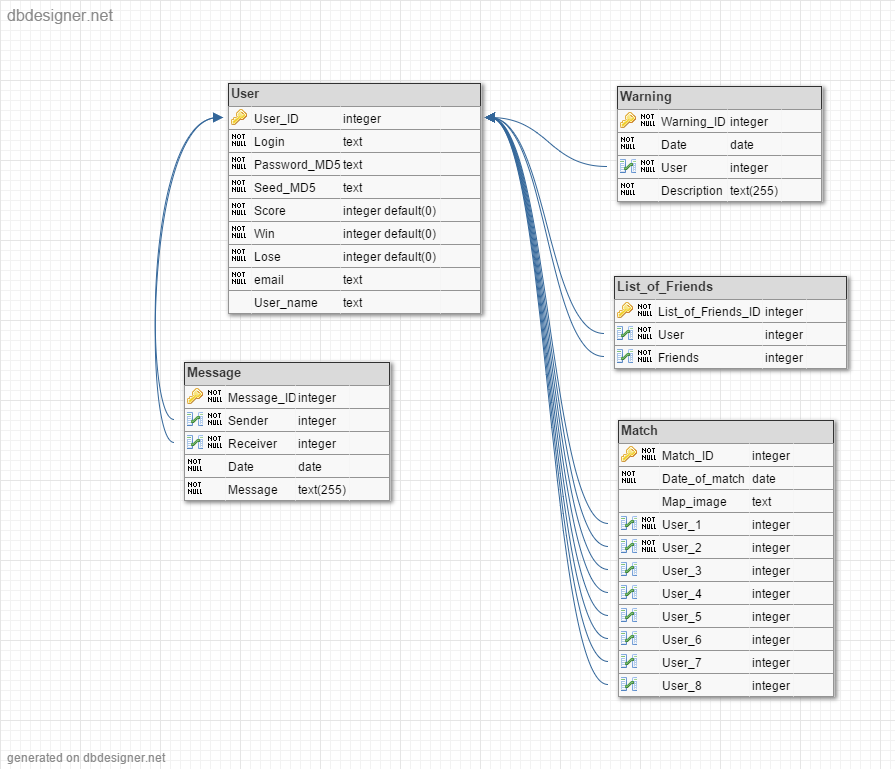 dbdesigner.net
User
User_ID integer
NOT NULL Login text
NOT NULL Password_MD5 text
NOT NULL Seed_MD5 text
NOT NULL Score integer default(0)
NOT NULL Win integer default(0)
NOT NULL Lose integer default(0)
NOT NULL email text
User_name text
Message
NOT NULL Message_ID integer
NOT NULL Sender integer
NOT NULL Receiver integer
NOT NULL Date date
NOT NULL Message text(255)
Warning
NOT NULL Warning_ID integer
NOT NULL Date date
NOT NULL User integer
NOT NULL Description text(255)
List_of_Friends
NOT NULL List_of_Friends_ID integer
NOT NULL User integer
NOT NULL Friends integer
Match
NOT NULL Match_ID integer
NOT NULL Date_of_match date
Map_image text
NOT NULL User_1 integer
NOT NULL User_2 integer
User_3 integer
User_4 integer
User_5 integer
User_6 integer
User_7 integer
User_8 integer
generated on dbdesigner.net